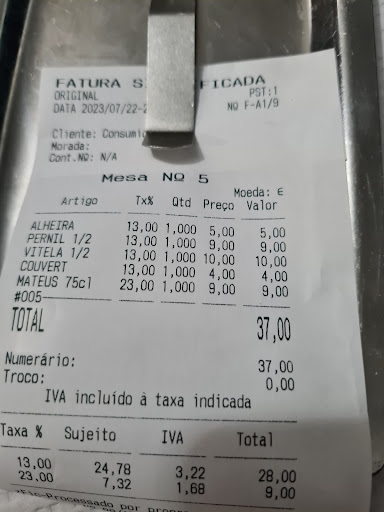 FATURA S FICADA
ORIGINAL PST:1
DATA 2023/07/22- NO F-A1/9
Cliente: Consumi
Morada:
Cont.NO: N/A
Mesa NO 5
Moeda: €
Artigo Tx% Qtd Preço Valor
ALHEIRA 13,00 1,000 5,00 5,00
PERNIL 1/2 13,00 1,000 9,00 9,00
VITELA 1/2 13,00 1,000 10,00 10,00
COUVERT 13,00 1,000 4,00 4,00
MATEUS 75cl 23,00 1,000 9,00 9,00
#005
TOTAL 37,00
Numerário: 37,00
Troco: 0,00
IVA incluído à taxa indicada
Taxa % Sujeito IVA Total
13,00 24,78 3,22 28,00
23,00 7,32 1,68 9,00
Processado por